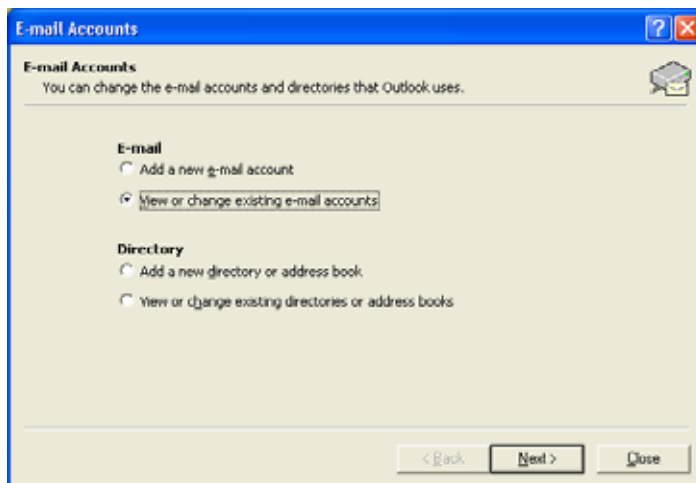 E-mail Accounts
E-mail Accounts
You can change the e-mail accounts and directories that Outlook uses.
E-mail
Add a new e-mail account
View or change existing e-mail accounts
Directory
Add a new directory or address book
View or change existing directories or address books
< Back
Next >
Close